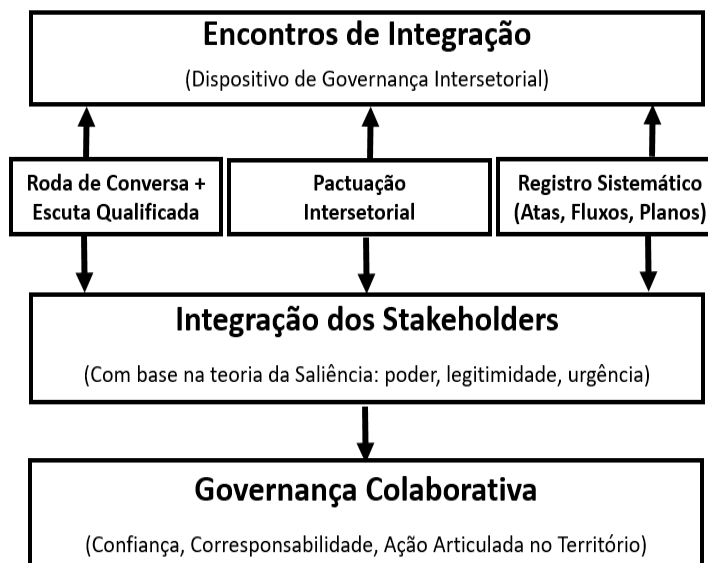 Encontros de Integração
(Dispositivo de Governança Intersetorial)
Roda de Conversa +
Escuta Qualificada
Pactuação
Intersetorial
Registro Sistemático
(Atas, Fluxos, Planos)
Integração dos Stakeholders
(Com base na teoria da Saliência: poder, legitimidade, urgência)
Governança Colaborativa
(Confiança, Corresponsabilidade, Ação Articulada no Território)